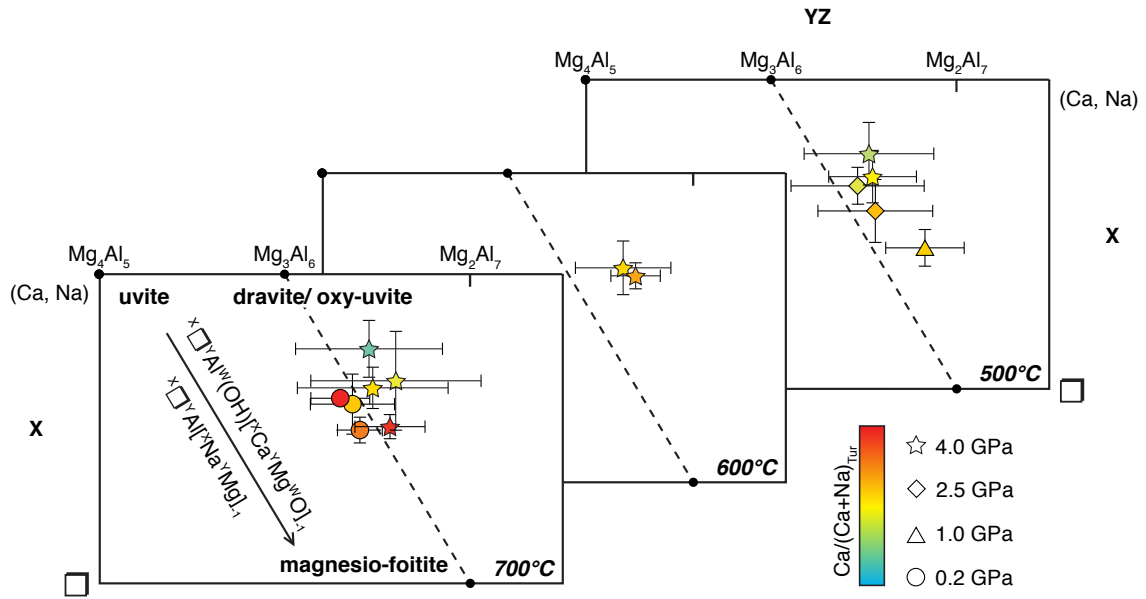 YZ
Mg4Al5 Mg3Al6 Mg2Al7
(Ca, Na)
X
500°C
600°C
Mg4Al5 Mg3Al6 Mg2Al7
(Ca, Na)
uvite dravite/ oxy-uvite
X□YAlW(OH)[XCaYMgWO]-1
X□YAl[XNaYMg]-1
X
magnesio-foitite
700°C
□
□
Ca/(Ca+Na)Tur
4.0 GPa
2.5 GPa
1.0 GPa
0.2 GPa